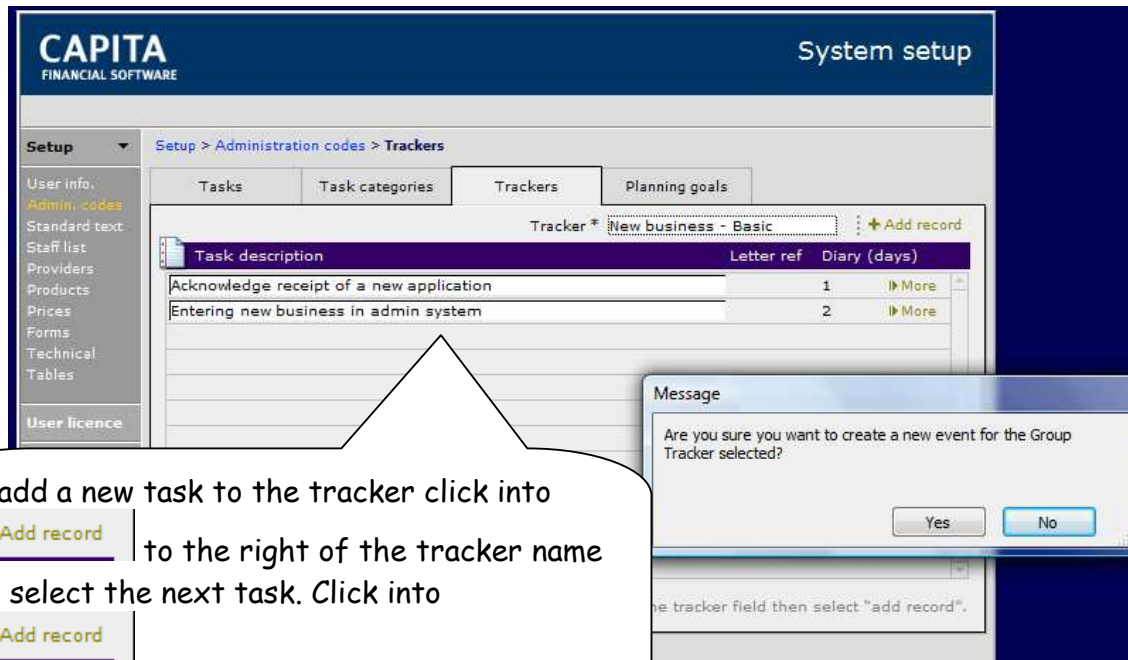 CAPITA
FINANCIAL SOFTWARE
System setup
Setup
Setup > Administration codes > Trackers
User info.
Admin. codes
Standard text
Staff list
Providers
Products
Prices
Forms
Technical
Tables
User licence
Tasks
Task categories
Trackers
Planning goals
Tracker * New business - Basic
+ Add record
Task description Letter ref Diary (days)
Acknowledge receipt of a new application 1 More
Entering new business in admin system 2 More
Message
Are you sure you want to create a new event for the Group
Tracker selected?
Yes No
add a new task to the tracker click into
Add record to the right of the tracker name
select the next task. Click into
Add record
tracker field then select "add record".